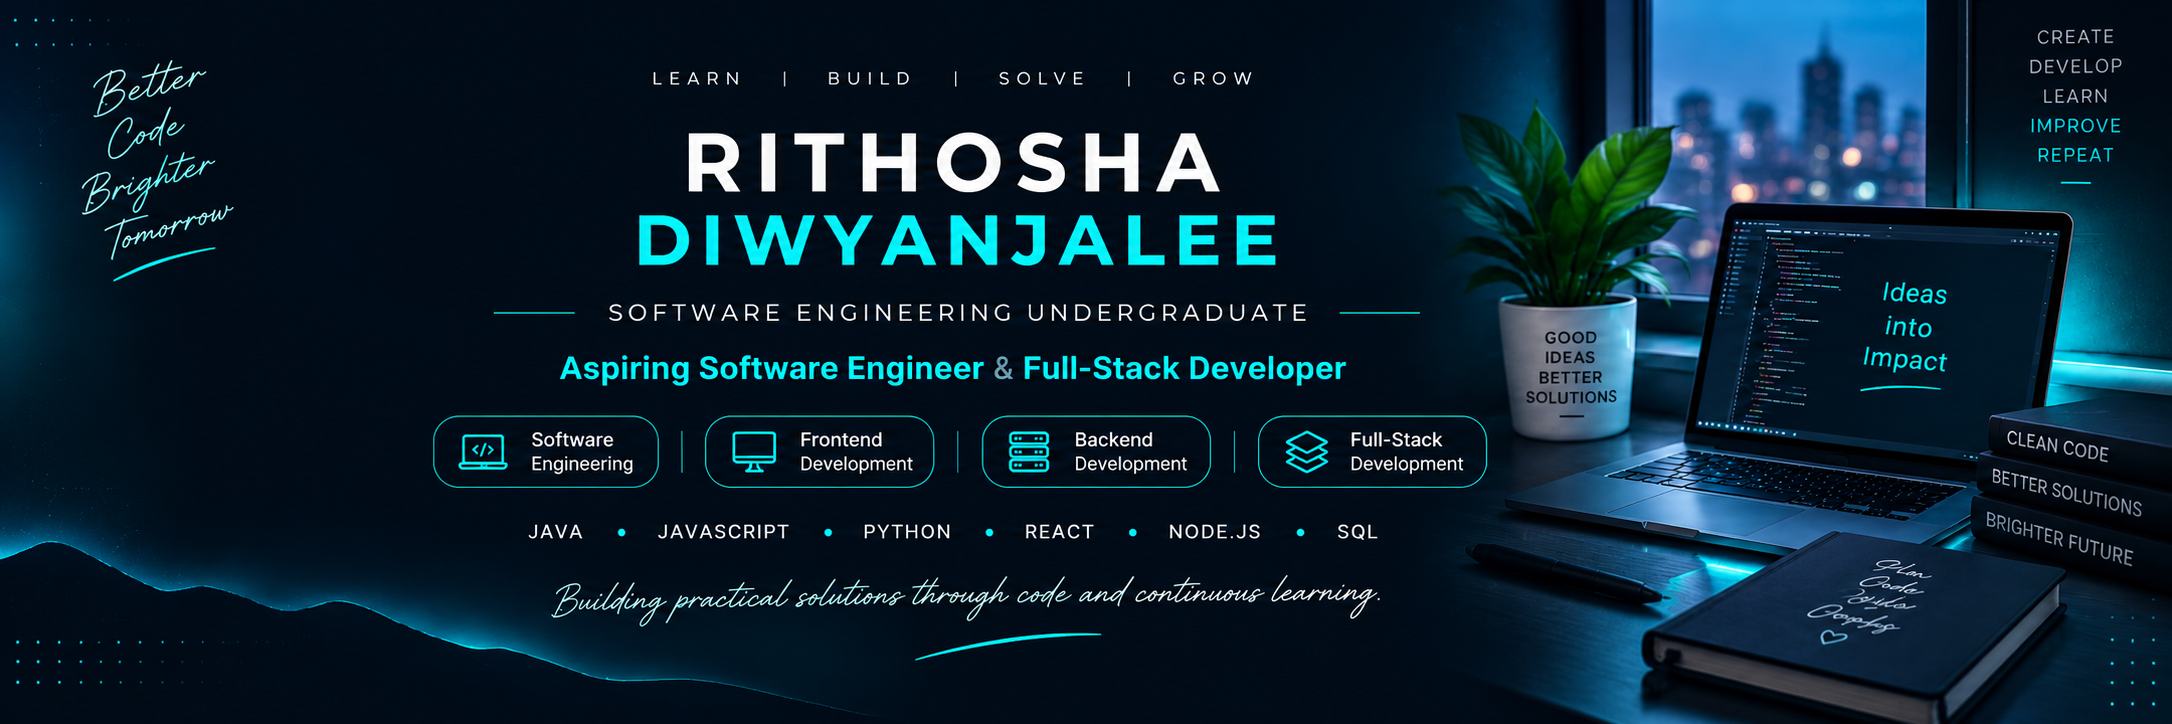 Better
Code
Brighter
Tomorrow
LEARN | BUILD | SOLVE | GROW
RITHOSHA
DIWYANJALEE
SOFTWARE ENGINEERING UNDERGRADUATE
Aspiring Software Engineer & Full-Stack Developer
Software
Engineering
Frontend
Development
Backend
Development
Full-Stack
Development
JAVA • JAVASCRIPT • PYTHON • REACT • NODE.JS • SQL
Building practical solutions through code and continuous learning.
CREATE
DEVELOP
LEARN
IMPROVE
REPEAT
GOOD
IDEAS
BETTER
SOLUTIONS
Ideas
into
Impact
CLEAN CODE
BETTER SOLUTIONS
BRIGHTER FUTURE